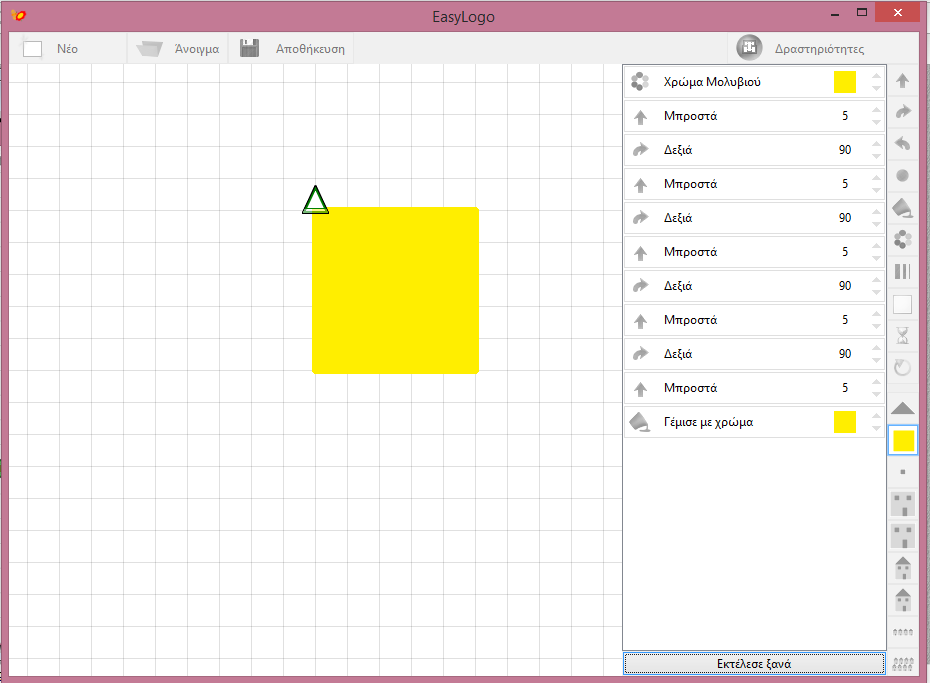 EasyLogo
Νέο
Άνοιγμα
Αποθήκευση
Δραστηριότητες
Χρώμα Μολυβιού
Μπροστά 5
Δεξιά 90
Μπροστά 5
Δεξιά 90
Μπροστά 5
Δεξιά 90
Μπροστά 5
Δεξιά 90
Μπροστά 5
Γέμισε με χρώμα
Εκτέλεσε ξανά